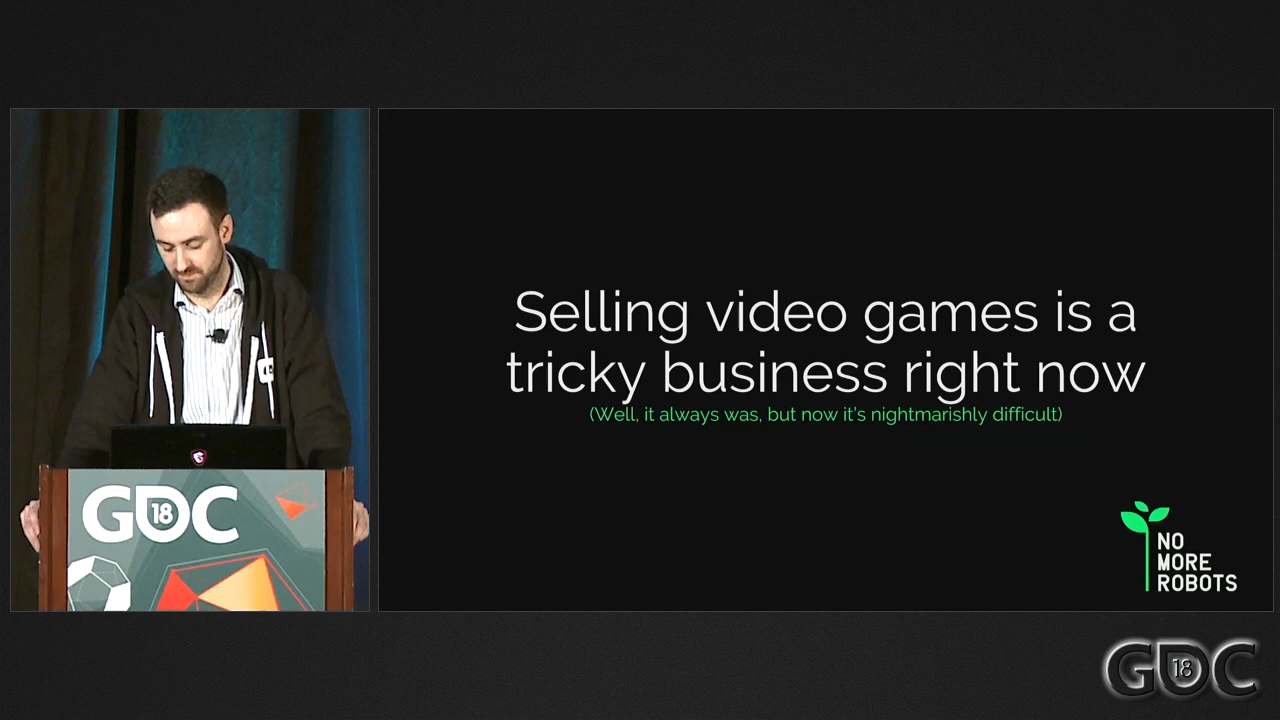 Selling video games is a
tricky business right now
(Well, it always was, but now it's nightmarishly difficult)
NO
MORE
ROBOTS
GDC
18
GDC
18